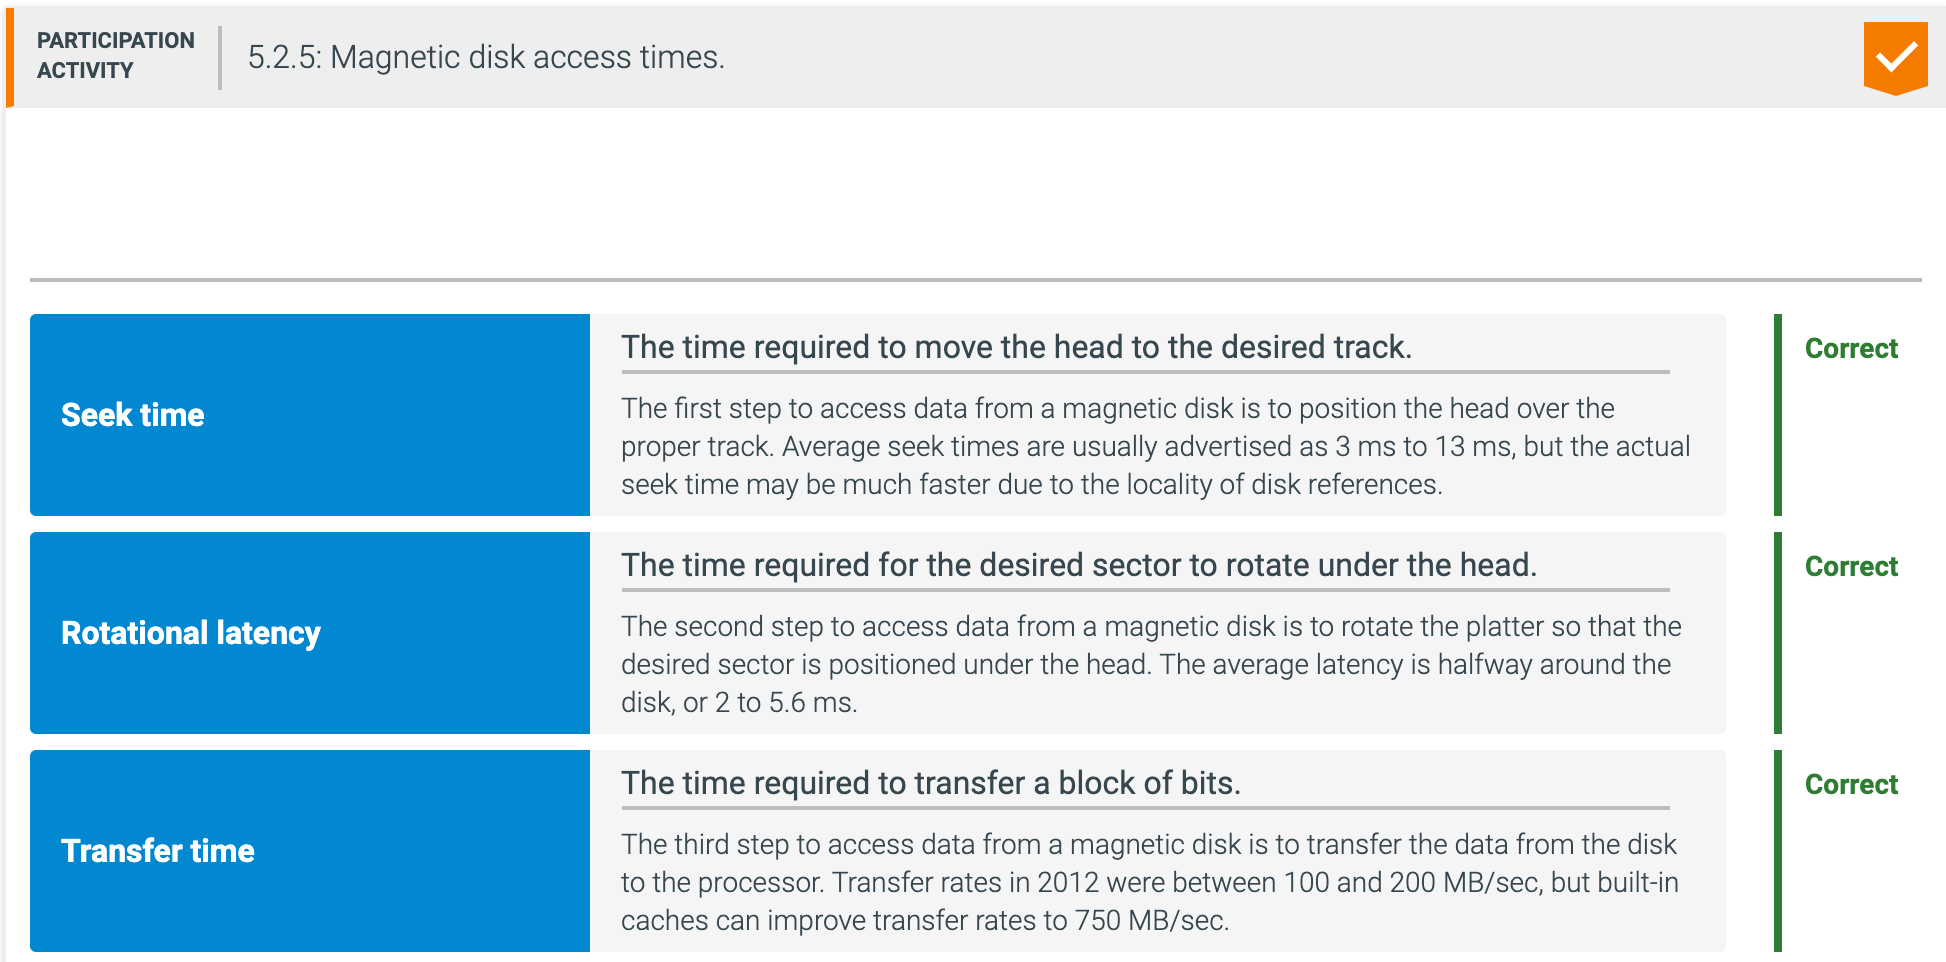 PARTICIPATION
ACTIVITY
5.2.5: Magnetic disk access times.
Seek time
The time required to move the head to the desired track.
The first step to access data from a magnetic disk is to position the head over the
proper track. Average seek times are usually advertised as 3 ms to 13 ms, but the actual
seek time may be much faster due to the locality of disk references.
Correct
Rotational latency
The time required for the desired sector to rotate under the head.
The second step to access data from a magnetic disk is to rotate the platter so that the
desired sector is positioned under the head. The average latency is halfway around the
disk, or 2 to 5.6 ms.
Correct
Transfer time
The time required to transfer a block of bits.
The third step to access data from a magnetic disk is to transfer the data from the disk
to the processor. Transfer rates in 2012 were between 100 and 200 MB/sec, but built-in
caches can improve transfer rates to 750 MB/sec.
Correct